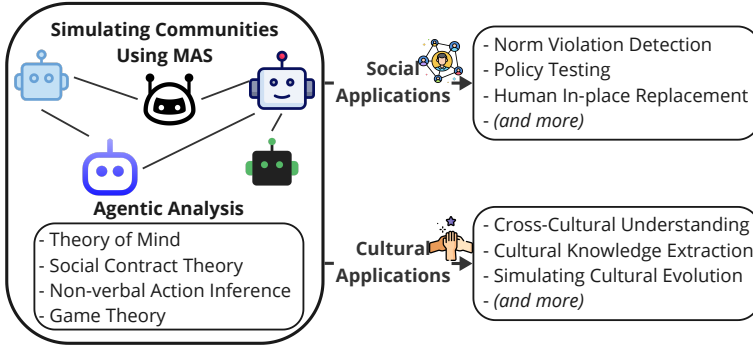 Simulating Communities
Using MAS
Agentic Analysis
- Theory of Mind
- Social Contract Theory
- Non-verbal Action Inference
- Game Theory
Social
Applications
- Norm Violation Detection
- Policy Testing
- Human In-place Replacement
- (and more)
Cultural
Applications
- Cross-Cultural Understanding
- Cultural Knowledge Extraction
- Simulating Cultural Evolution
- (and more)